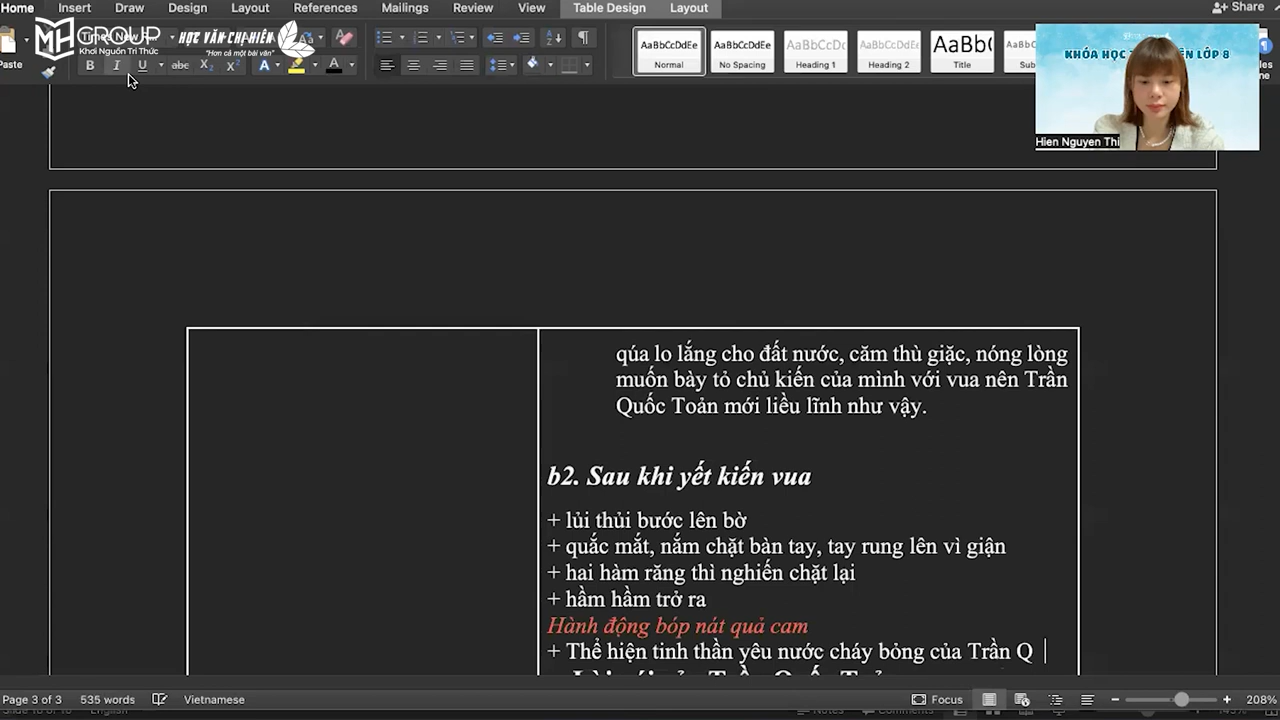 Home Insert Draw Design Layout References Mailings Review View Table Design Layout Share
MH GROUP
Khơi Nguồn Tri Thức
HỌC VĂN CHỊ HIÊN
"Hơn cả một bài văn"
Times New
Paste
B I U abc X₂ X² A A
AaBbCcDdEe AaBbCcDdEe AaBbCcDc AaBbCcDdEe AaBbC AaBbCcDdEe
Normal No Spacing Heading 1 Heading 2 Title
KHÓA HỌC LỚP 8
Hien Nguyen Thi
qúa lo lắng cho đất nước, căm thù giặc, nóng lòng
muốn bày tỏ chủ kiến của mình với vua nên Trần
Quốc Toản mới liều lĩnh như vậy.
b2. Sau khi yết kiến vua
+ lủi thủi bước lên bờ
+ quắc mắt, nắm chặt bàn tay, tay rung lên vì giận
+ hai hàm răng thì nghiến chặt lại
+ hầm hầm trở ra
Hành động bóp nát quả cam
+ Thể hiện tinh thần yêu nước cháy bỏng của Trần Q
Page 3 of 3 535 words Vietnamese Focus 208%